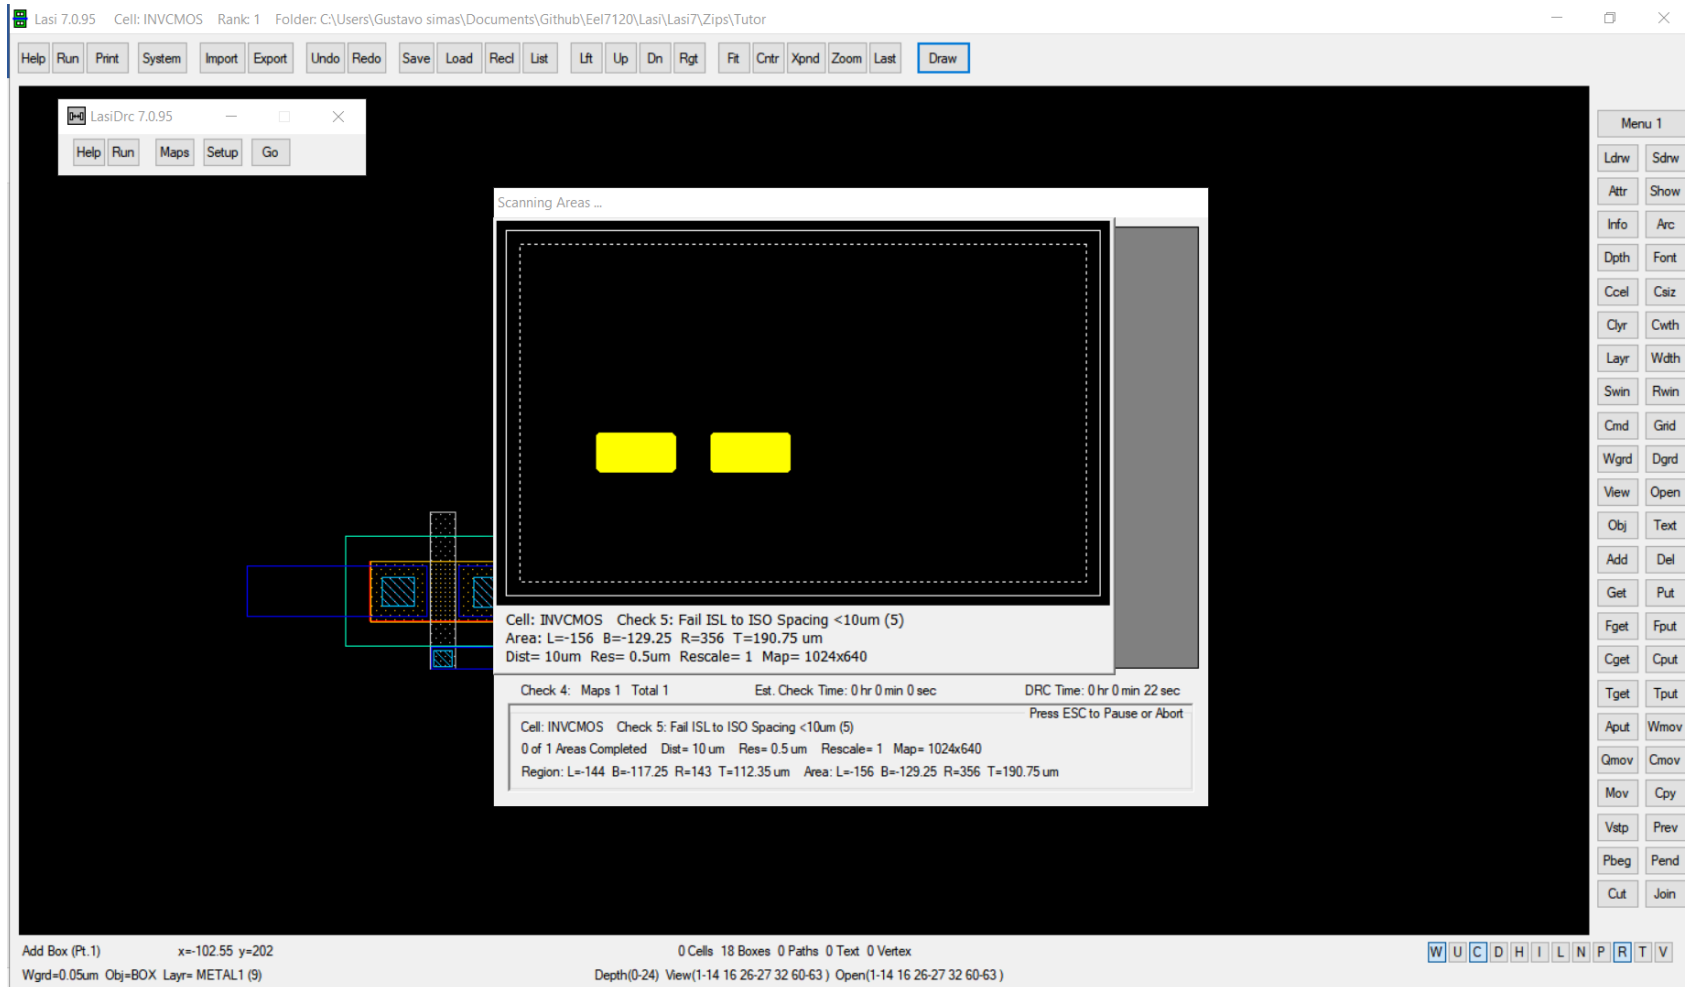 Lasi 7.0.95 Cell: INVCMOS Rank: 1 Folder: C:\Users\Gustavo simas\Documents\Github\Eel7120\Lasi\Lasi7\Zips\Tutor
Help Run Print System Import Export Undo Redo Save Load Recl List Lft Up Dn Rgt Fit Cntr Xpnd Zoom Last Draw
LasiDrc 7.0.95
Help Run Maps Setup Go
Scanning Areas ...
Cell: INVCMOS Check 5: Fail ISL to ISO Spacing <10um (5)
Area: L=-156 B=-129.25 R=356 T=190.75 um
Dist= 10um Res= 0.5um Rescale= 1 Map= 1024x640
Check 4: Maps 1 Total 1 Est. Check Time: 0 hr 0 min 0 sec DRC Time: 0 hr 0 min 22 sec
Press ESC to Pause or Abort
Cell: INVCMOS Check 5: Fail ISL to ISO Spacing <10um (5)
0 of 1 Areas Completed Dist= 10 um Res= 0.5 um Rescale= 1 Map= 1024x640
Region: L=-144 B=-117.25 R=143 T=112.35 um Area: L=-156 B=-129.25 R=356 T=190.75 um
Menu 1
Ldrw Sdrw
Attr Show
Info Arc
Dpth Font
Ccel Csiz
Clyr Cwth
Layr Wdth
Swin Rwin
Cmd Grid
Wgrd Dgrd
View Open
Obj Text
Add Del
Get Put
Fget Fput
Cget Cput
Tget Tput
Aput Wmov
Qmov Cmov
Mov Cpy
Vstp Prev
Pbeg Pend
Cut Join
Add Box (Pt.1) x=-102.55 y=202 0 Cells 18 Boxes 0 Paths 0 Text 0 Vertex W U C D H I L N P R T V
Wgrd=0.05um Obj=BOX Layr= METAL1 (9) Depth(0-24) View(1-14 16 26-27 32 60-63 ) Open(1-14 16 26-27 32 60-63 )